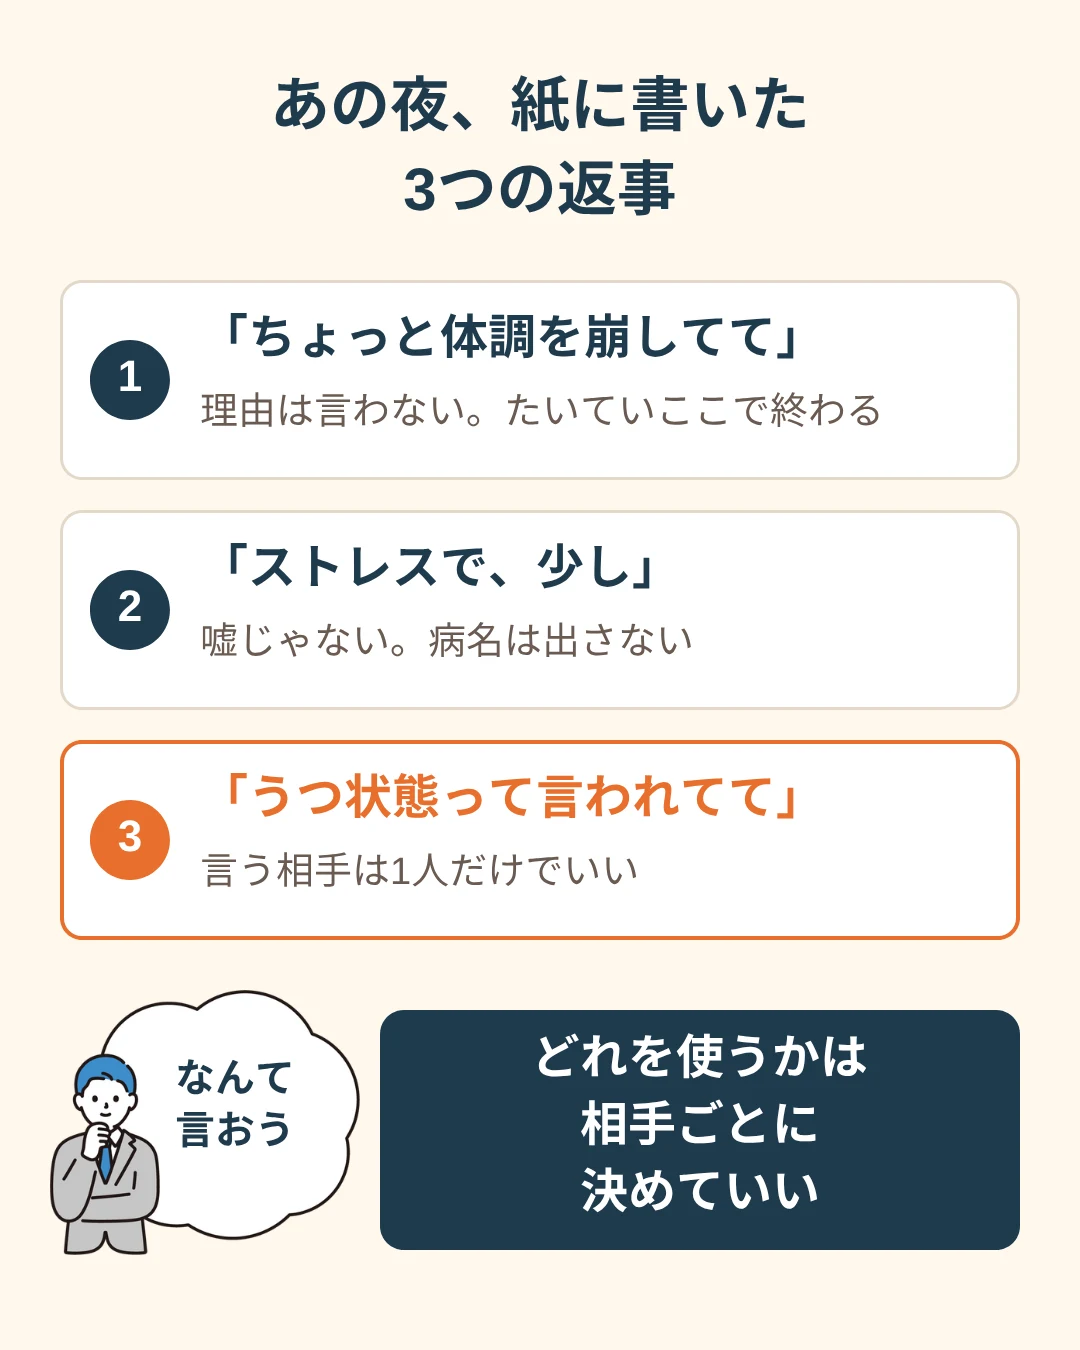 あの夜、紙に書いた
3つの返事
1
「ちょっと体調を崩してて」
理由は言わない。たいていここで終わる
2
「ストレスで、少し」
嘘じゃない。病名は出さない
3
「うつ状態って言われてて」
言う相手は1人だけでいい
なんて
言おう
どれを使うかは
相手ごとに
決めていい